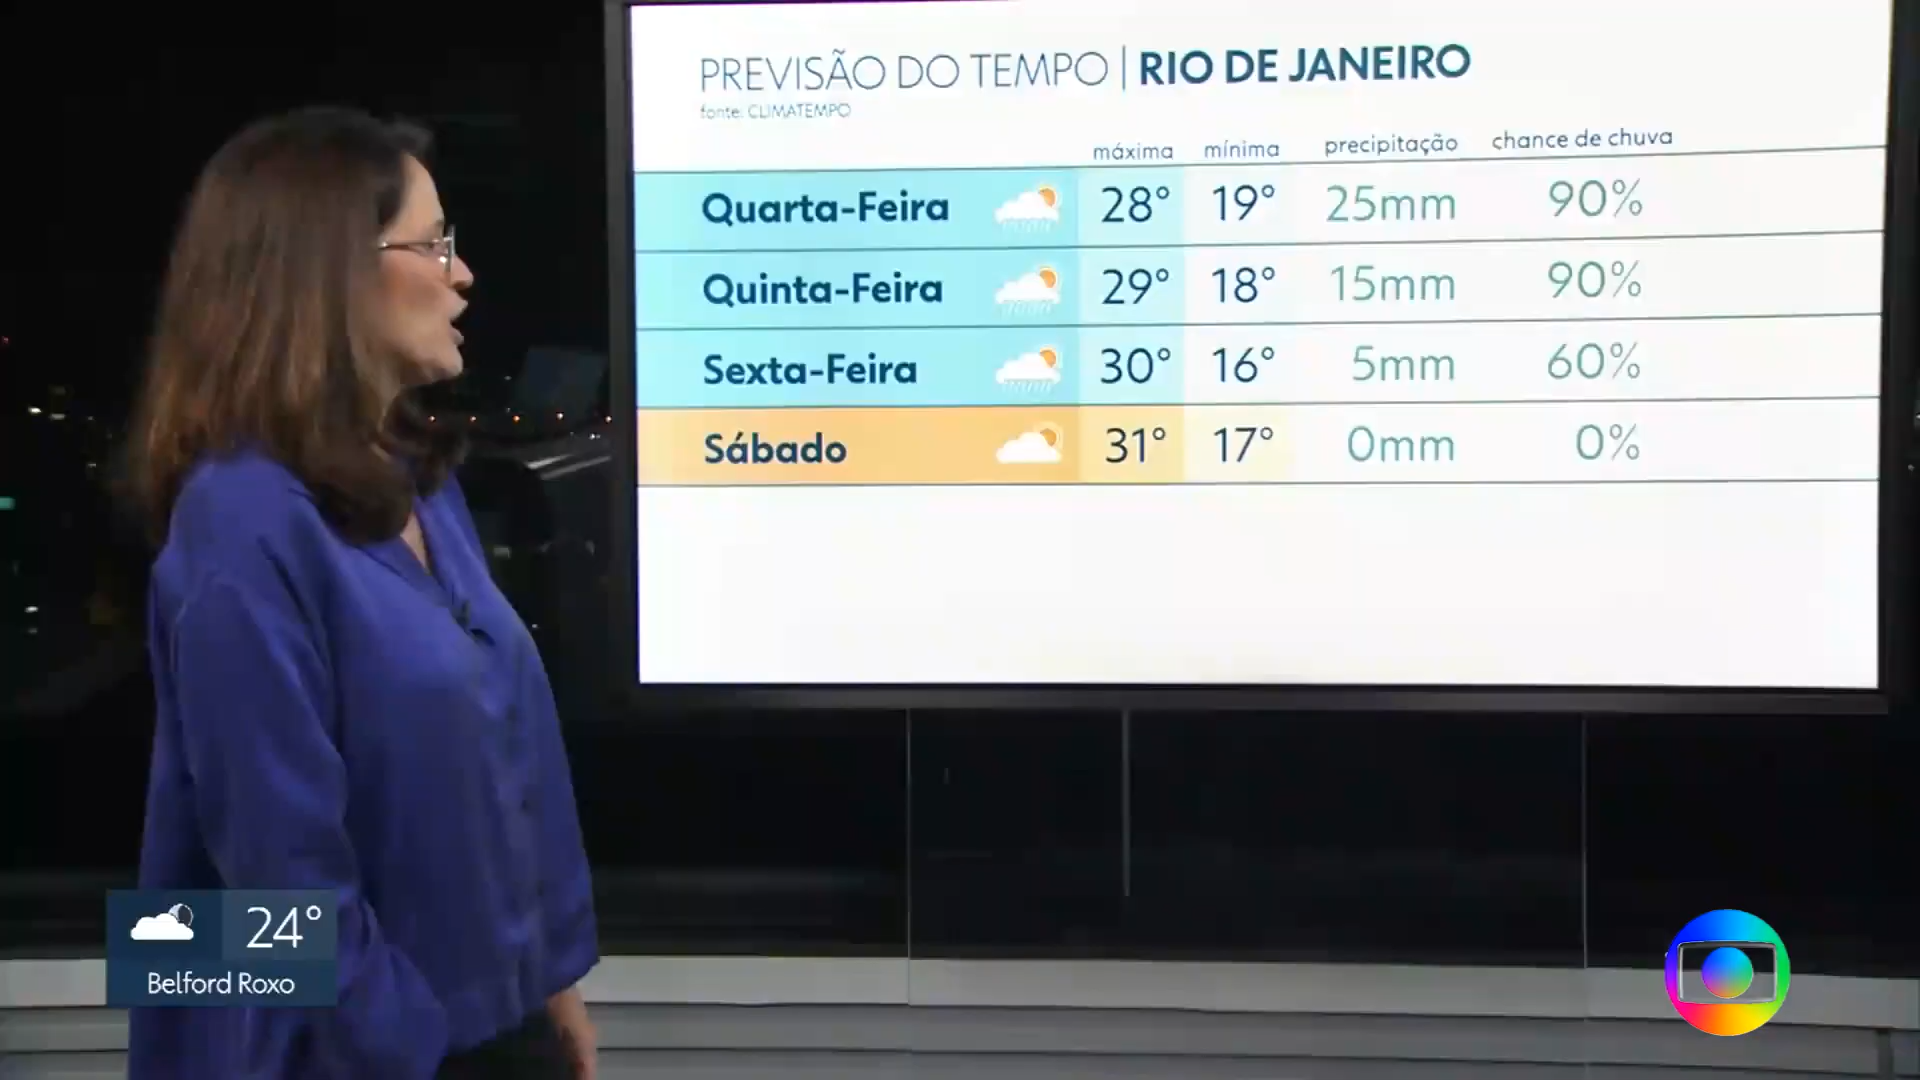 PREVISÃO DO TEMPO | RIO DE JANEIRO
fonte: CLIMATEMPO
máxima mínima precipitação chance de chuva
Quarta-Feira 28° 19° 25mm 90%
Quinta-Feira 29° 18° 15mm 90%
Sexta-Feira 30° 16° 5mm 60%
Sábado 31° 17° 0mm 0%
24°
Belford Roxo